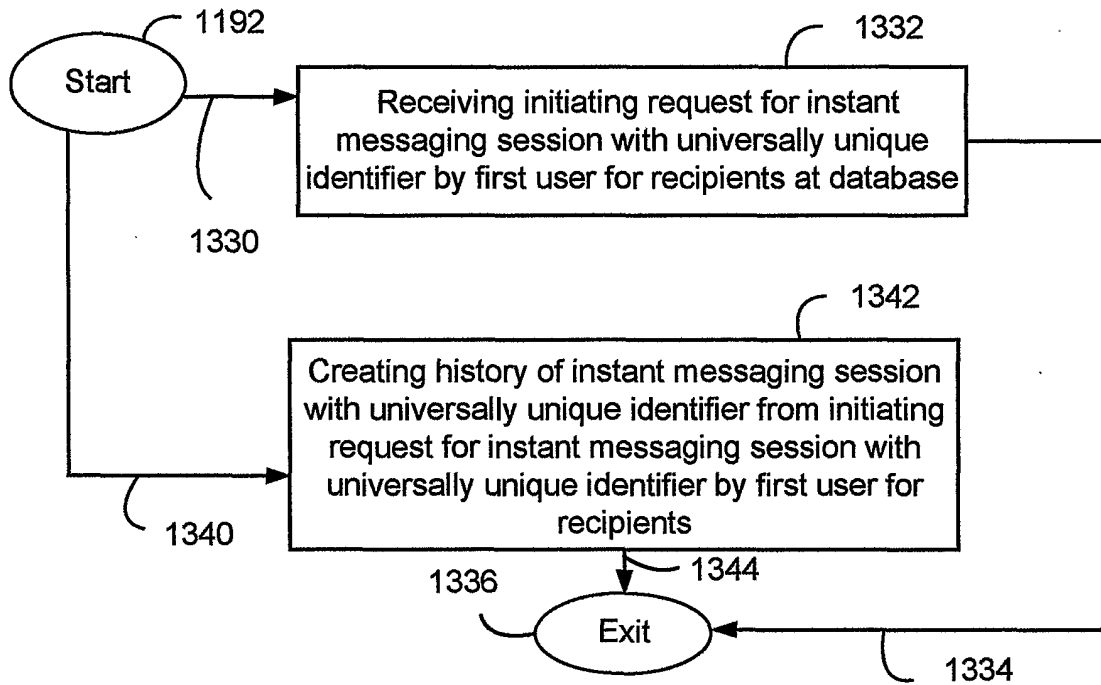 1192
1332
Start
Receiving initiating request for instant
messaging session with universally unique
identifier by first user for recipients at database
1330
1342
Creating history of instant messaging session
with universally unique identifier from initiating
request for instant messaging session with
universally unique identifier by first user for
recipients
1340
1344
1336
Exit
1334